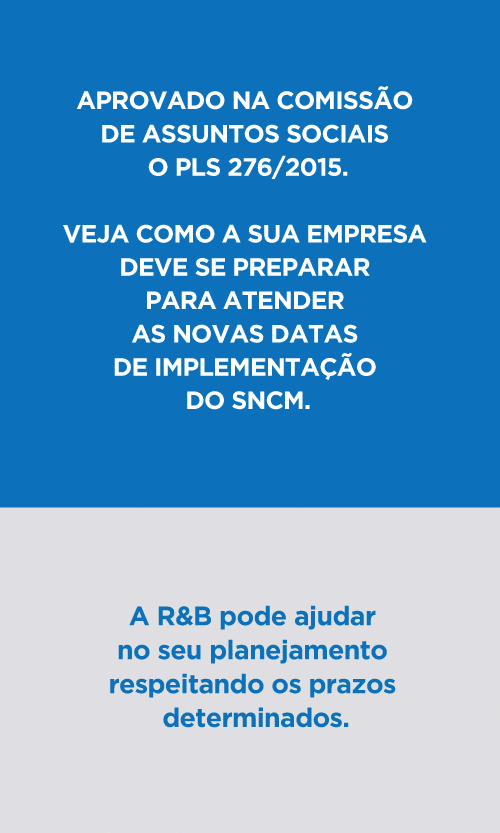 APROVADO NA COMISSÃO
DE ASSUNTOS SOCIAIS
O PLS 276/2015.
VEJA COMO A SUA EMPRESA
DEVE SE PREPARAR
PARA ATENDER
AS NOVAS DATAS
DE IMPLEMENTAÇÃO
DO SNCM.
A R&B pode ajudar
no seu planejamento
respeitando os prazos
determinados.